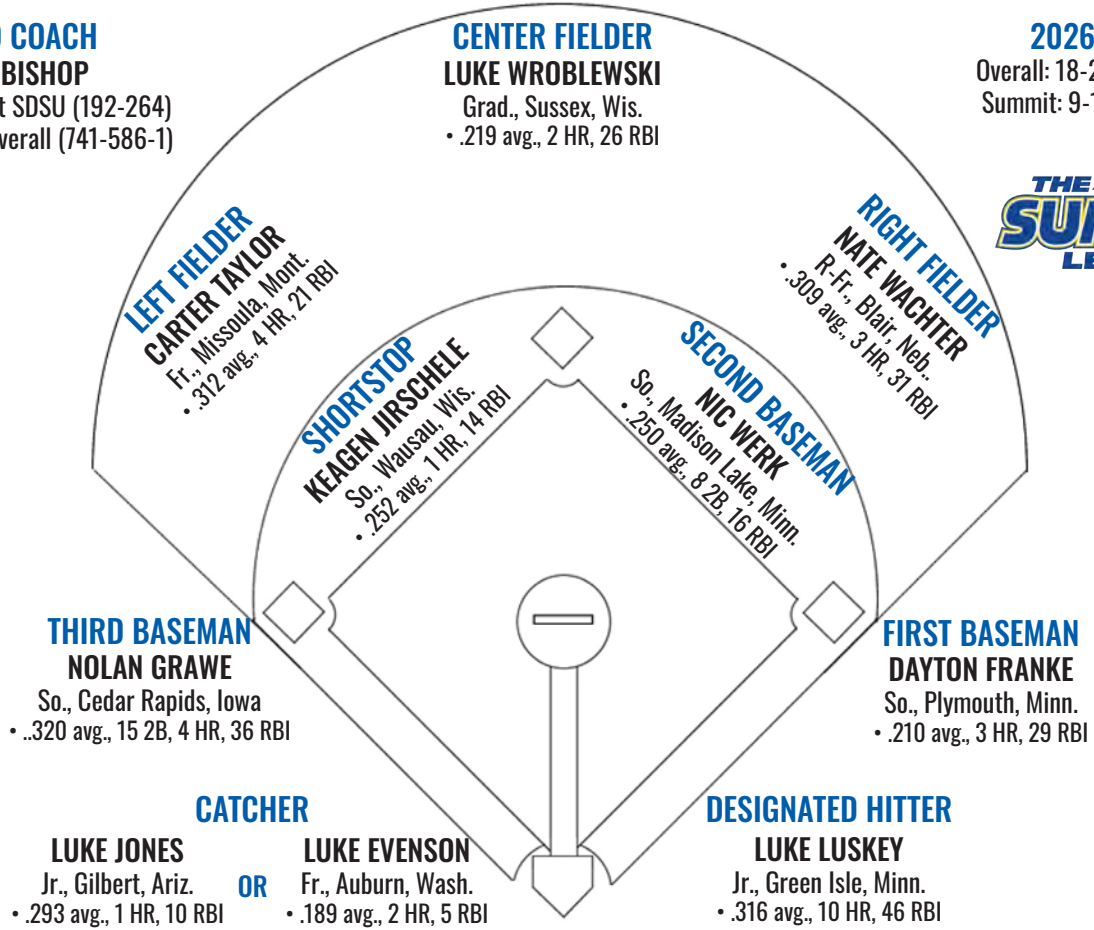 COACH
BISHOP
SDSU (192-264)
(741-586-1)
CENTER FIELDER
LUKE WROBLEWSKI
Grad., Sussex, Wis.
• .219 avg., 2 HR, 26 RBI
2026
Overall: 18-2
Summit: 9-1
THE
LEFT FIELDER
CARTER TAYLOR
Fr., Missoula, Mont.
• .312 avg., 4 HR, 21 RBI
RIGHT FIELDER
NATE WACHTER
R-Fr., Blair, Neb..
• .309 avg., 3 HR, 31 RBI
SHORTSTOP
KEAGEN JIRSCHELE
So., Wausau, Wis.
• .252 avg., 1 HR, 14 RBI
SECOND BASEMAN
NIC WERK
So., Madison Lake, Minn.
• .250 avg., 8 2B, 16 RBI
THIRD BASEMAN
NOLAN GRAWE
So., Cedar Rapids, Iowa
• ..320 avg., 15 2B, 4 HR, 36 RBI
FIRST BASEMAN
DAYTON FRANKE
So., Plymouth, Minn.
• .210 avg., 3 HR, 29 RBI
CATCHER
LUKE JONES
Jr., Gilbert, Ariz.
• .293 avg., 1 HR, 10 RBI
OR
LUKE EVENSON
Fr., Auburn, Wash.
• .189 avg., 2 HR, 5 RBI
DESIGNATED HITTER
LUKE LUSKEY
Jr., Green Isle, Minn.
• .316 avg., 10 HR, 46 RBI